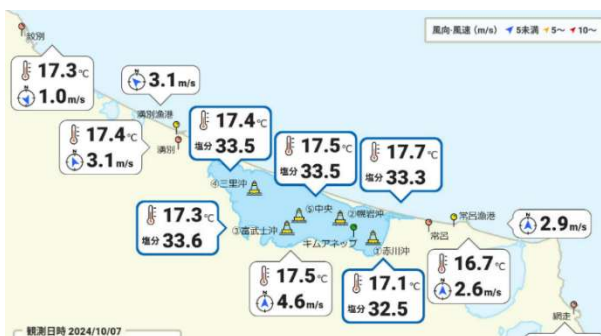 紋別
風向・風速 (m/s) 5未満 5〜 10〜
17.3℃
1.0m/s
3.1m/s
湧別漁港
17.4℃
3.1m/s
湧別
17.4℃
塩分 33.5
17.5℃
塩分 33.5
17.7℃
塩分 33.3
④三里沖
⑤中央
②幌岩沖
③富武士沖
キムアネップ
①赤川沖
17.3℃
塩分 33.6
常呂漁港
常呂
2.9m/s
17.5℃
4.6m/s
17.1℃
塩分 32.5
16.7℃
2.6m/s
網走
観測日時 2024/10/07